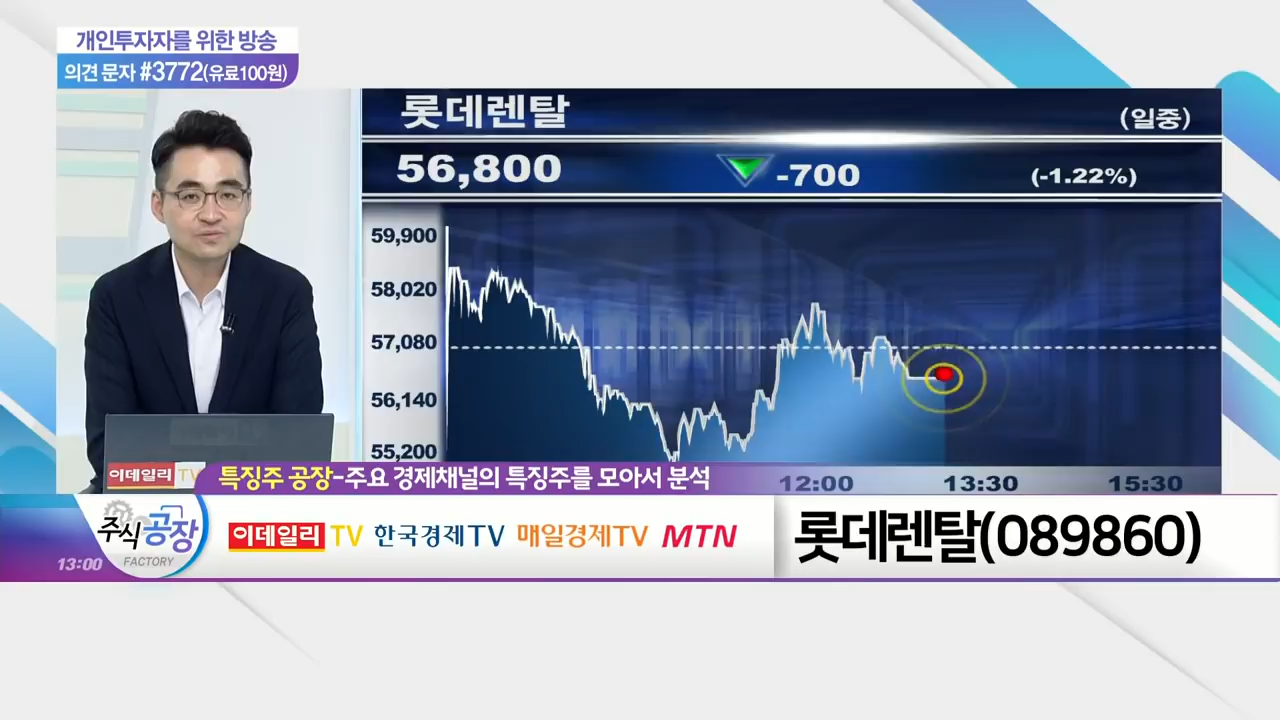 개인투자자를 위한 방송
의견 문자 #3772(유료100원)
롯데렌탈
(일중)
56,800
-700
(-1.22%)
59,900
58,020
57,080
56,140
55,200
12:00
13:30
15:30
이데일리 TV
특징주 공장-주요 경제채널의 특징주를 모아서 분석
주식공장
FACTORY
13:00
이데일리 TV 한국경제TV 매일경제TV MTN
롯데렌탈(089860)